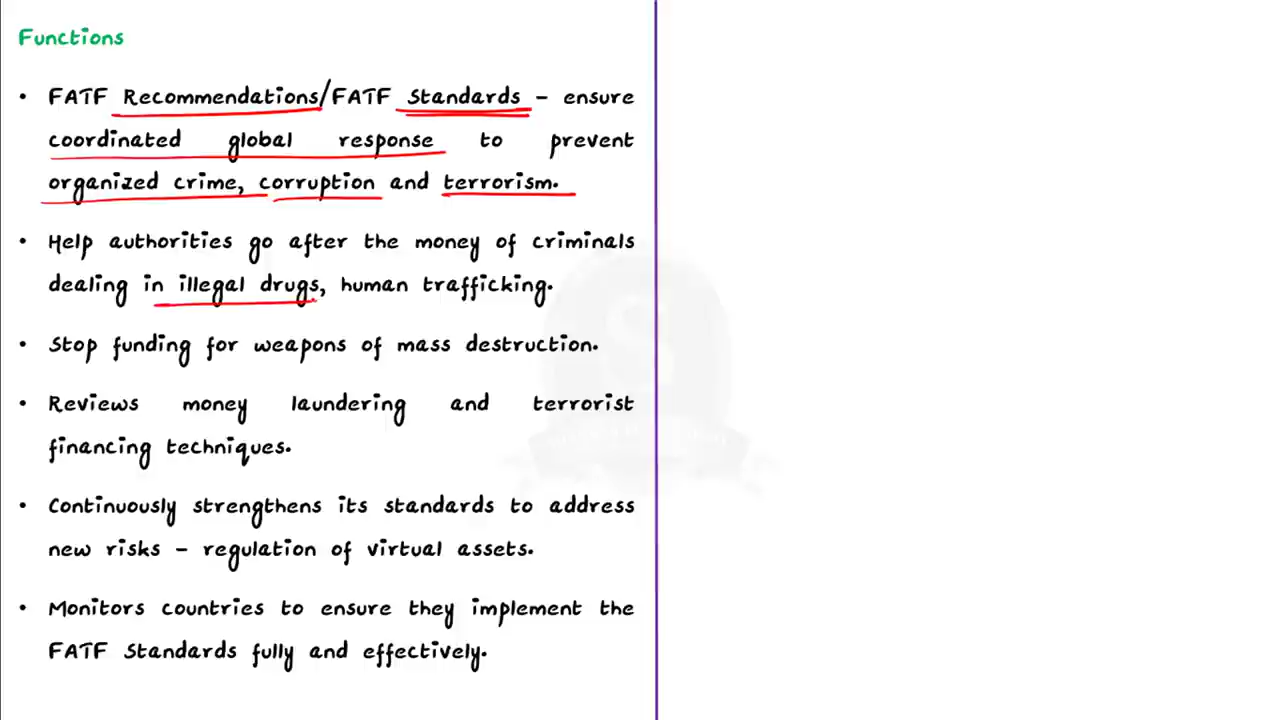 Functions
• FATF Recommendations/FATF Standards – ensure
coordinated global response to prevent
organized crime, corruption and terrorism.
• Help authorities go after the money of criminals
dealing in illegal drugs, human trafficking.
• Stop funding for weapons of mass destruction.
• Reviews money laundering and terrorist
financing techniques.
• Continuously strengthens its standards to address
new risks – regulation of virtual assets.
• Monitors countries to ensure they implement the
FATF Standards fully and effectively.